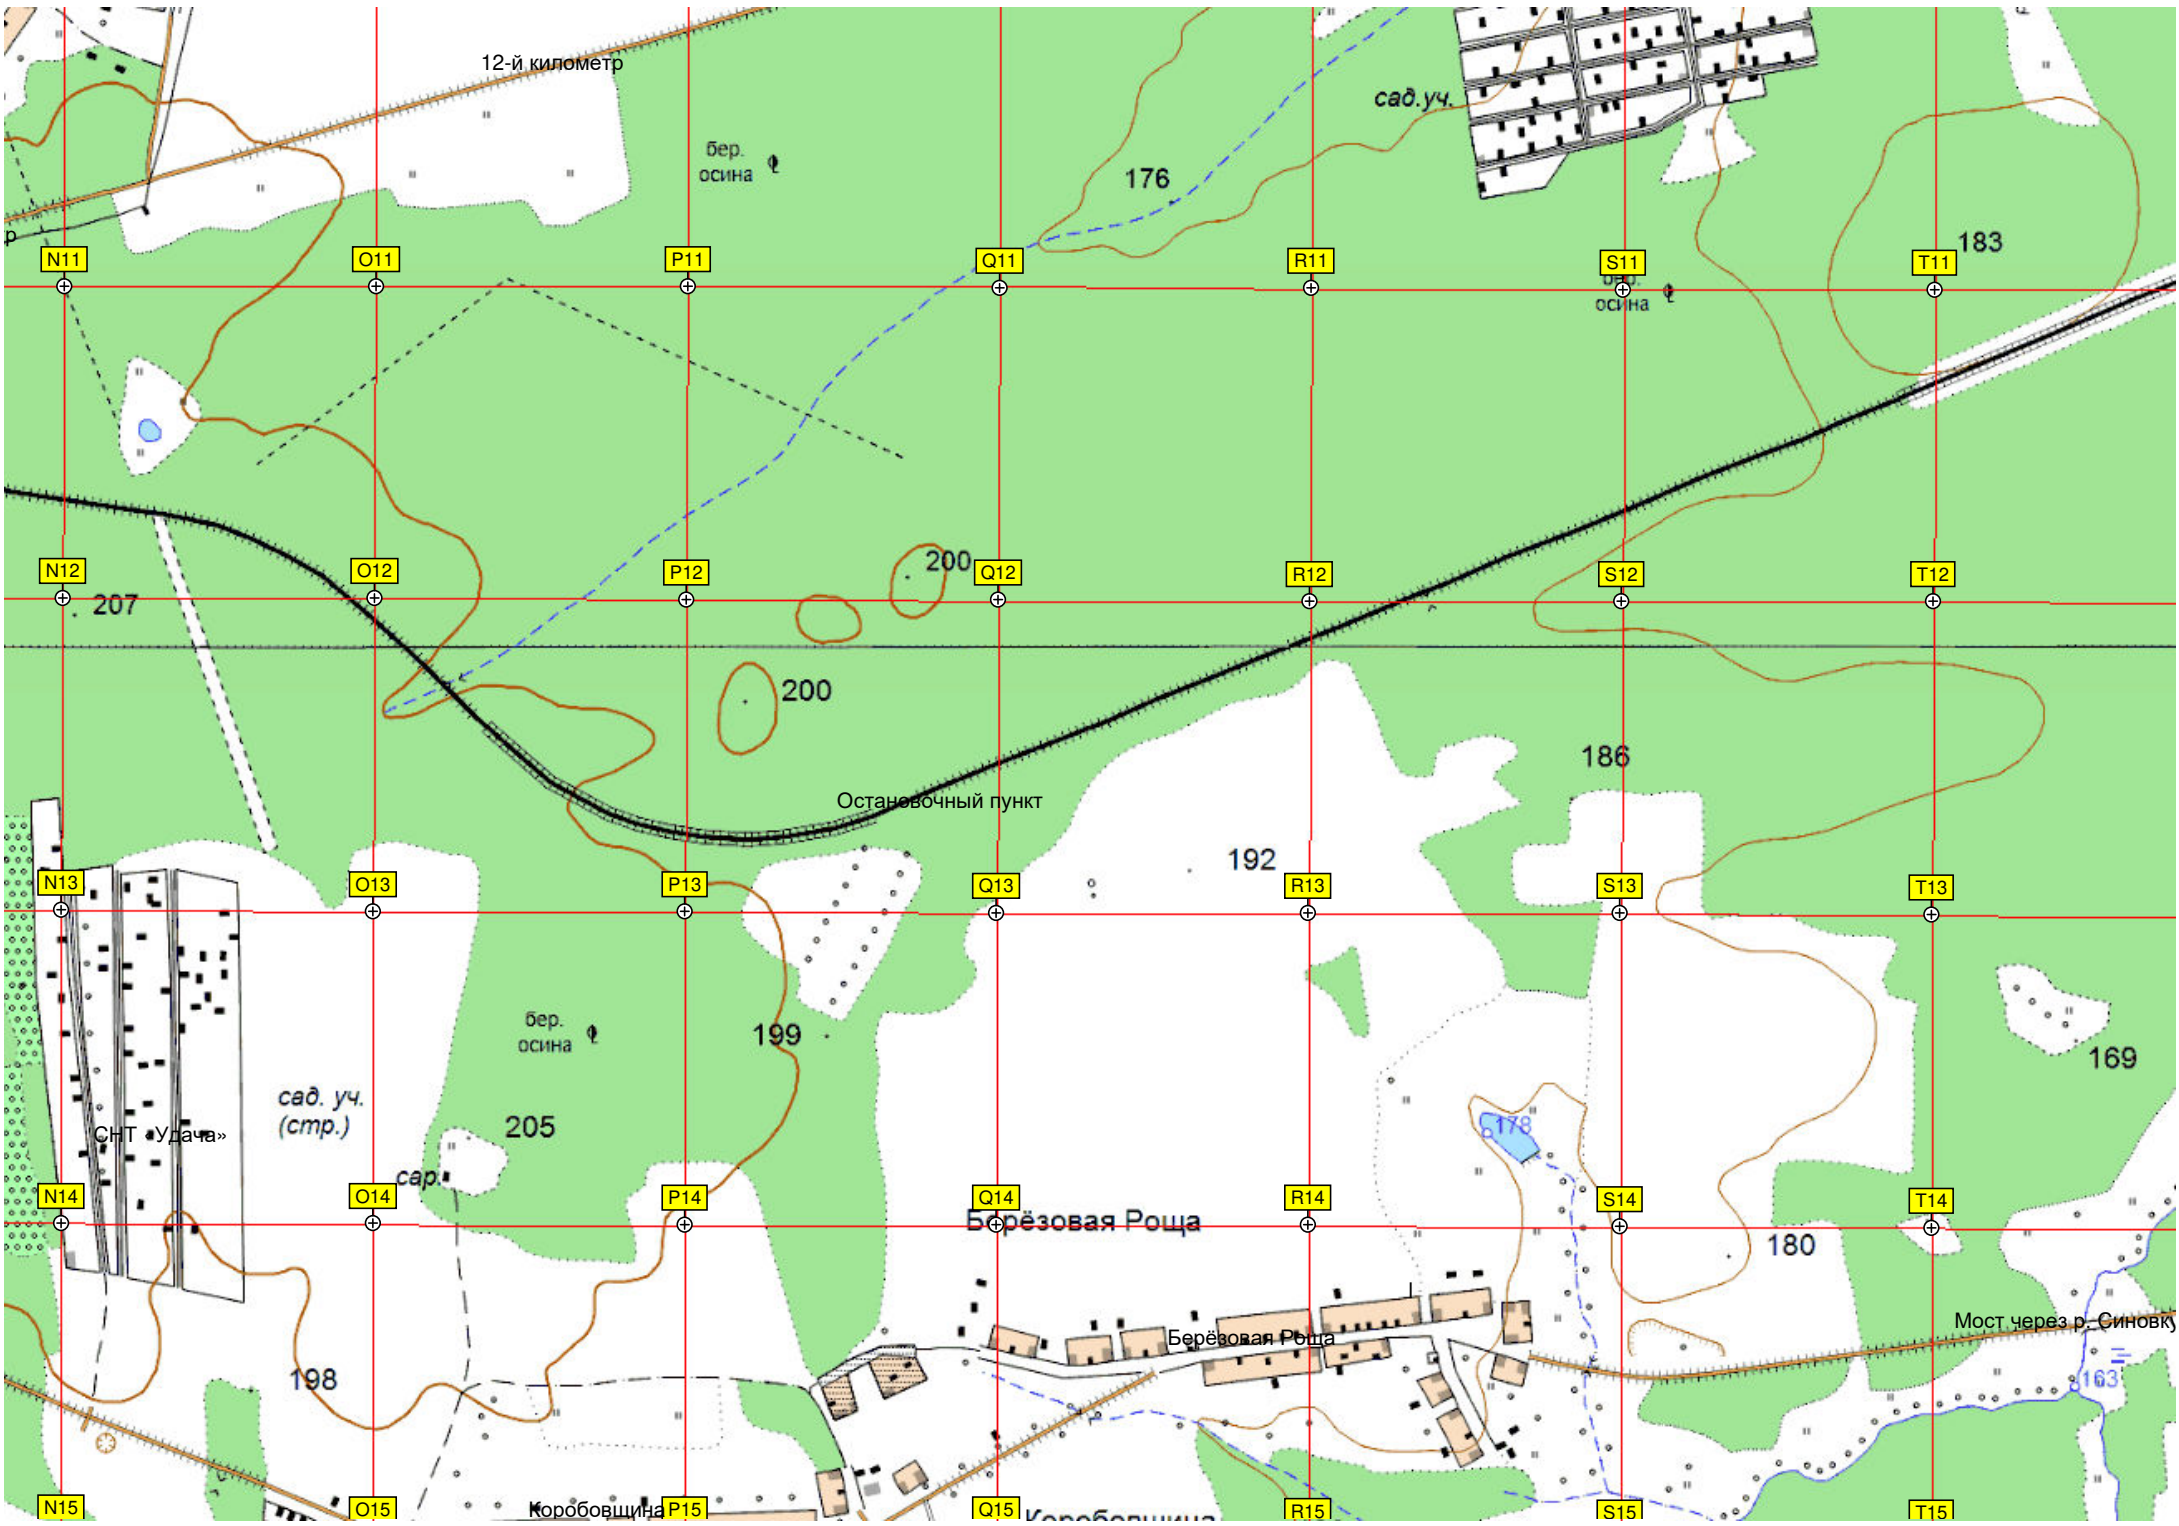 12-й километр
сад.уч.
бер.
осина
176
183
р
N11
O11
P11
Q11
R11
S11
T11
бер.
осина
200
N12
O12
P12
Q12
R12
S12
T12
207
200
186
Остановочный пункт
192
N13
O13
P13
Q13
R13
S13
T13
бер.
осина
199
169
сад. уч.
(стр.)
205
178
СНТ «Удача»
сар.
N14
O14
P14
Q14
R14
S14
T14
Берёзовая Роща
180
Мост через р. Синовку
Берёзовая Роща
198
163
N15
O15
Коробовщина
P15
Q15
Коробовщина
R15
S15
T15